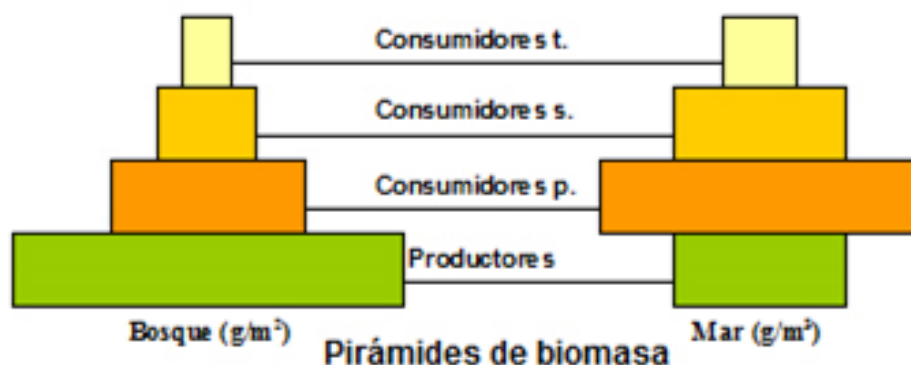 Consumidores t.
Consumidores s.
Consumidores p.
Productores
Bosque (g/m²)
Mar (g/m²)
Pirámides de biomasa